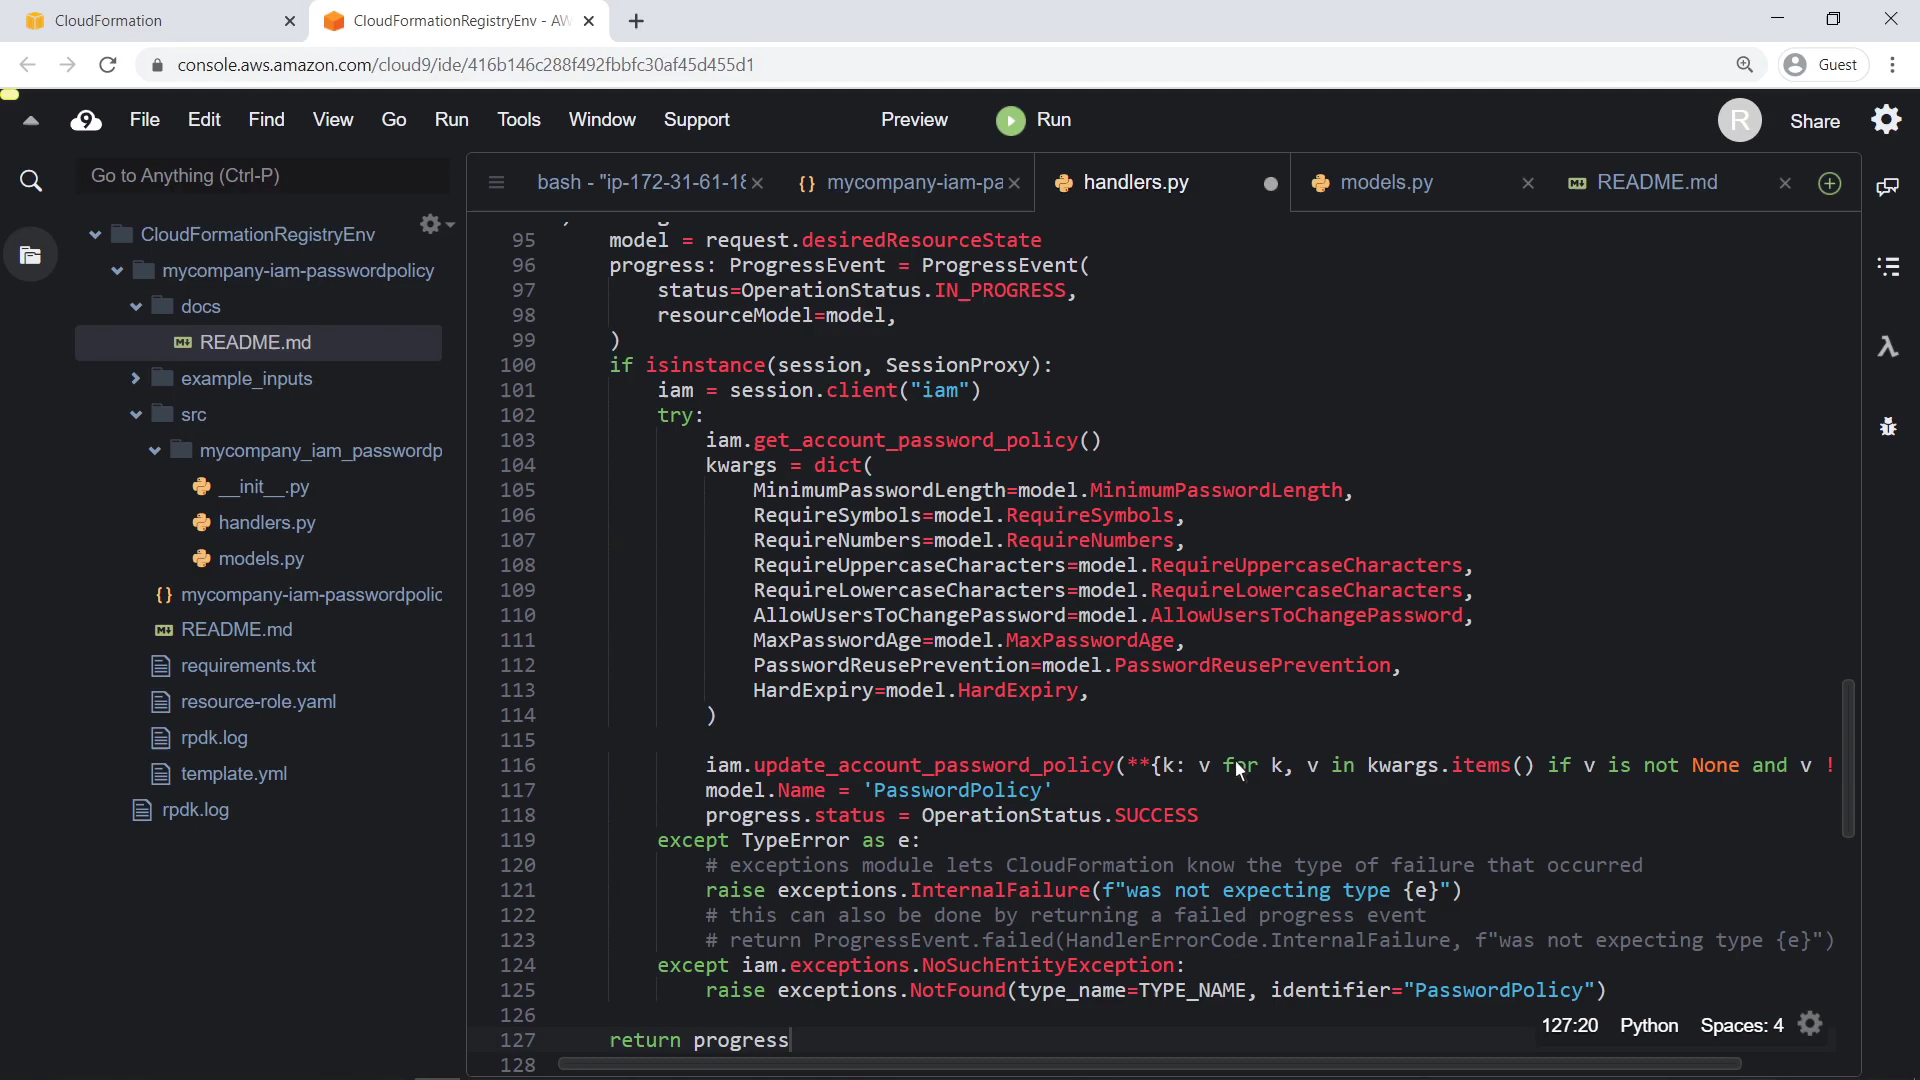 CloudFormation
CloudFormationRegistryEnv - AW
console.aws.amazon.com/cloud9/ide/416b146c288f492fbbfc30af45d455d1
Guest
9 File Edit Find View Go Run Tools Window Support Preview Run R Share
Go to Anything (Ctrl-P)
bash - "ip-172-31-61-18
{} mycompany-iam-pa
handlers.py
models.py
README.md
CloudFormationRegistryEnv
mycompany-iam-passwordpolicy
docs
README.md
example_inputs
src
mycompany_iam_passwordp
__init__.py
handlers.py
models.py
{} mycompany-iam-passwordpolic
README.md
requirements.txt
resource-role.yaml
rpdk.log
template.yml
rpdk.log
95 model = request.desiredResourceState
96 progress: ProgressEvent = ProgressEvent(
97 status=OperationStatus.IN_PROGRESS,
98 resourceModel=model,
99 )
100 if isinstance(session, SessionProxy):
101 iam = session.client("iam")
102 try:
103 iam.get_account_password_policy()
104 kwargs = dict(
105 MinimumPasswordLength=model.MinimumPasswordLength,
106 RequireSymbols=model.RequireSymbols,
107 RequireNumbers=model.RequireNumbers,
108 RequireUppercaseCharacters=model.RequireUppercaseCharacters,
109 RequireLowercaseCharacters=model.RequireLowercaseCharacters,
110 AllowUsersToChangePassword=model.AllowUsersToChangePassword,
111 MaxPasswordAge=model.MaxPasswordAge,
112 PasswordReusePrevention=model.PasswordReusePrevention,
113 HardExpiry=model.HardExpiry,
114 )
115
116 iam.update_account_password_policy(**{k: v for k, v in kwargs.items() if v is not None and v !
117 model.Name = 'PasswordPolicy'
118 progress.status = OperationStatus.SUCCESS
119 except TypeError as e:
120 # exceptions module lets CloudFormation know the type of failure that occurred
121 raise exceptions.InternalFailure(f"was not expecting type {e}")
122 # this can also be done by returning a failed progress event
123 # return ProgressEvent.failed(HandlerErrorCode.InternalFailure, f"was not expecting type {e}")
124 except iam.exceptions.NoSuchEntityException:
125 raise exceptions.NotFound(type_name=TYPE_NAME, identifier="PasswordPolicy")
126
127 return progress
128
127:20 Python Spaces: 4